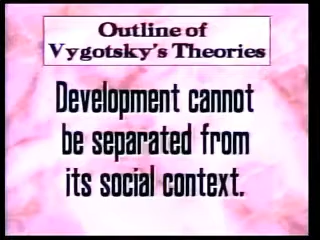 Outline of
Vygotsky's Theories
Development cannot
be separated from
its social context.